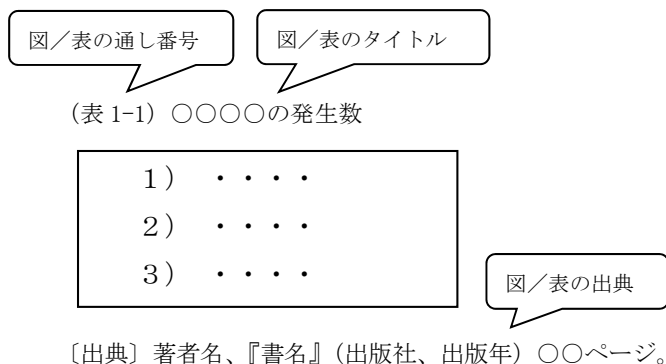 図／表の通し番号
図／表のタイトル
（表 1-1）○○○○の発生数
１） ・・・・
２） ・・・・
３） ・・・・
図／表の出典
〔出典〕著者名、『書名』（出版社、出版年）○○ページ。